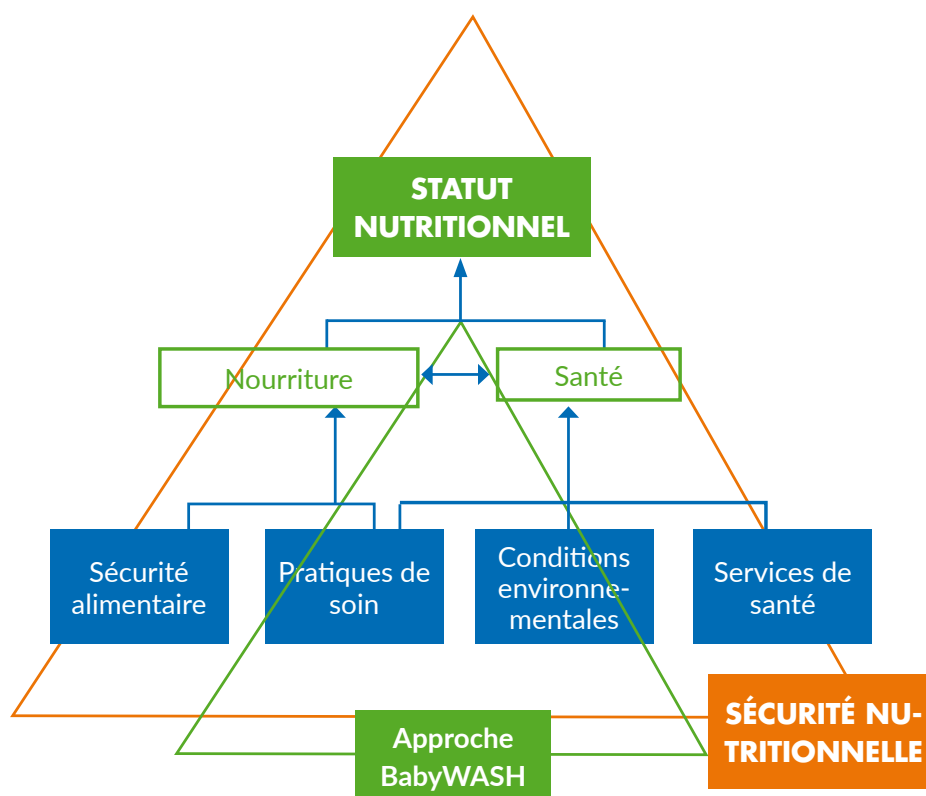 STATUT
NUTRITIONNEL
Nourriture
Santé
Sécurité
alimentaire
Pratiques de
soin
Conditions
environne-
mentales
Services de
santé
Approche
BabyWASH
SÉCURITÉ NU-
TRITIONNELLE